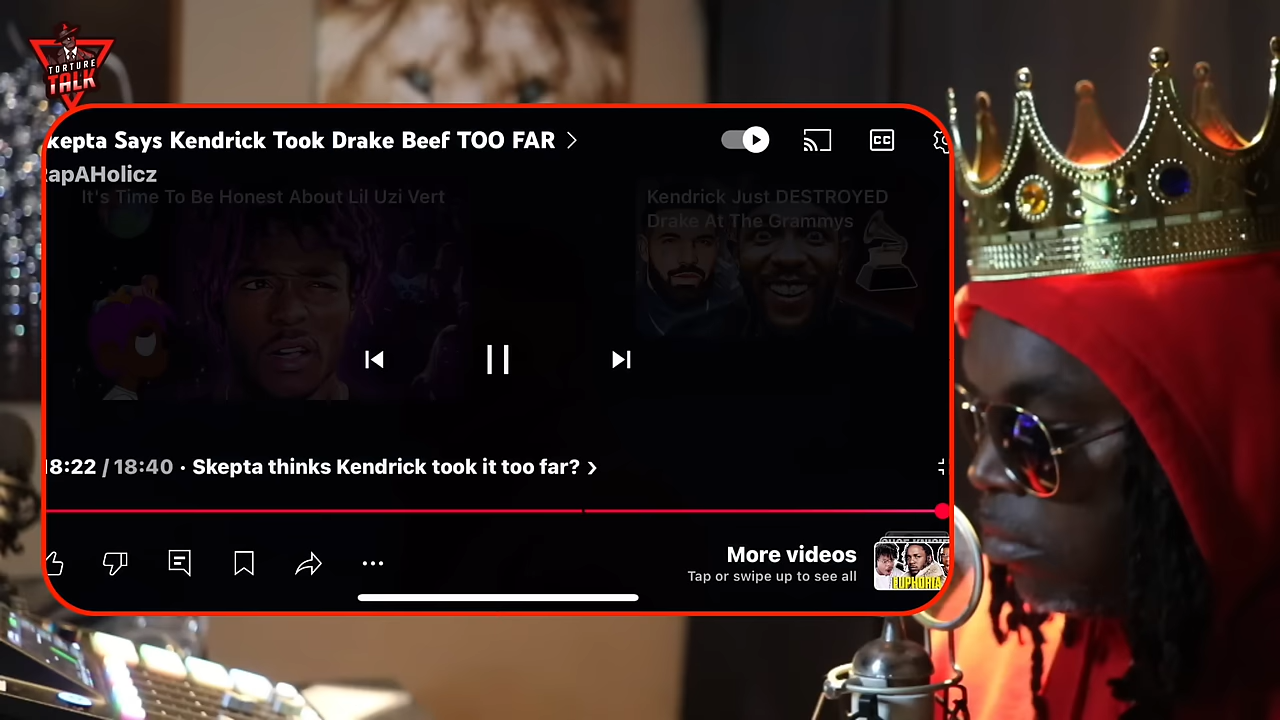 TORTURE
TALK
kepta Says Kendrick Took Drake Beef TOO FAR
apAHolicz
It's Time To Be Honest About Lil Uzi Vert
Kendrick Just DESTROYED
Drake At The Grammys
CC
8:22 / 18:40 · Skepta thinks Kendrick took it too far?
More videos
Tap or swipe up to see all
EUPHORIA